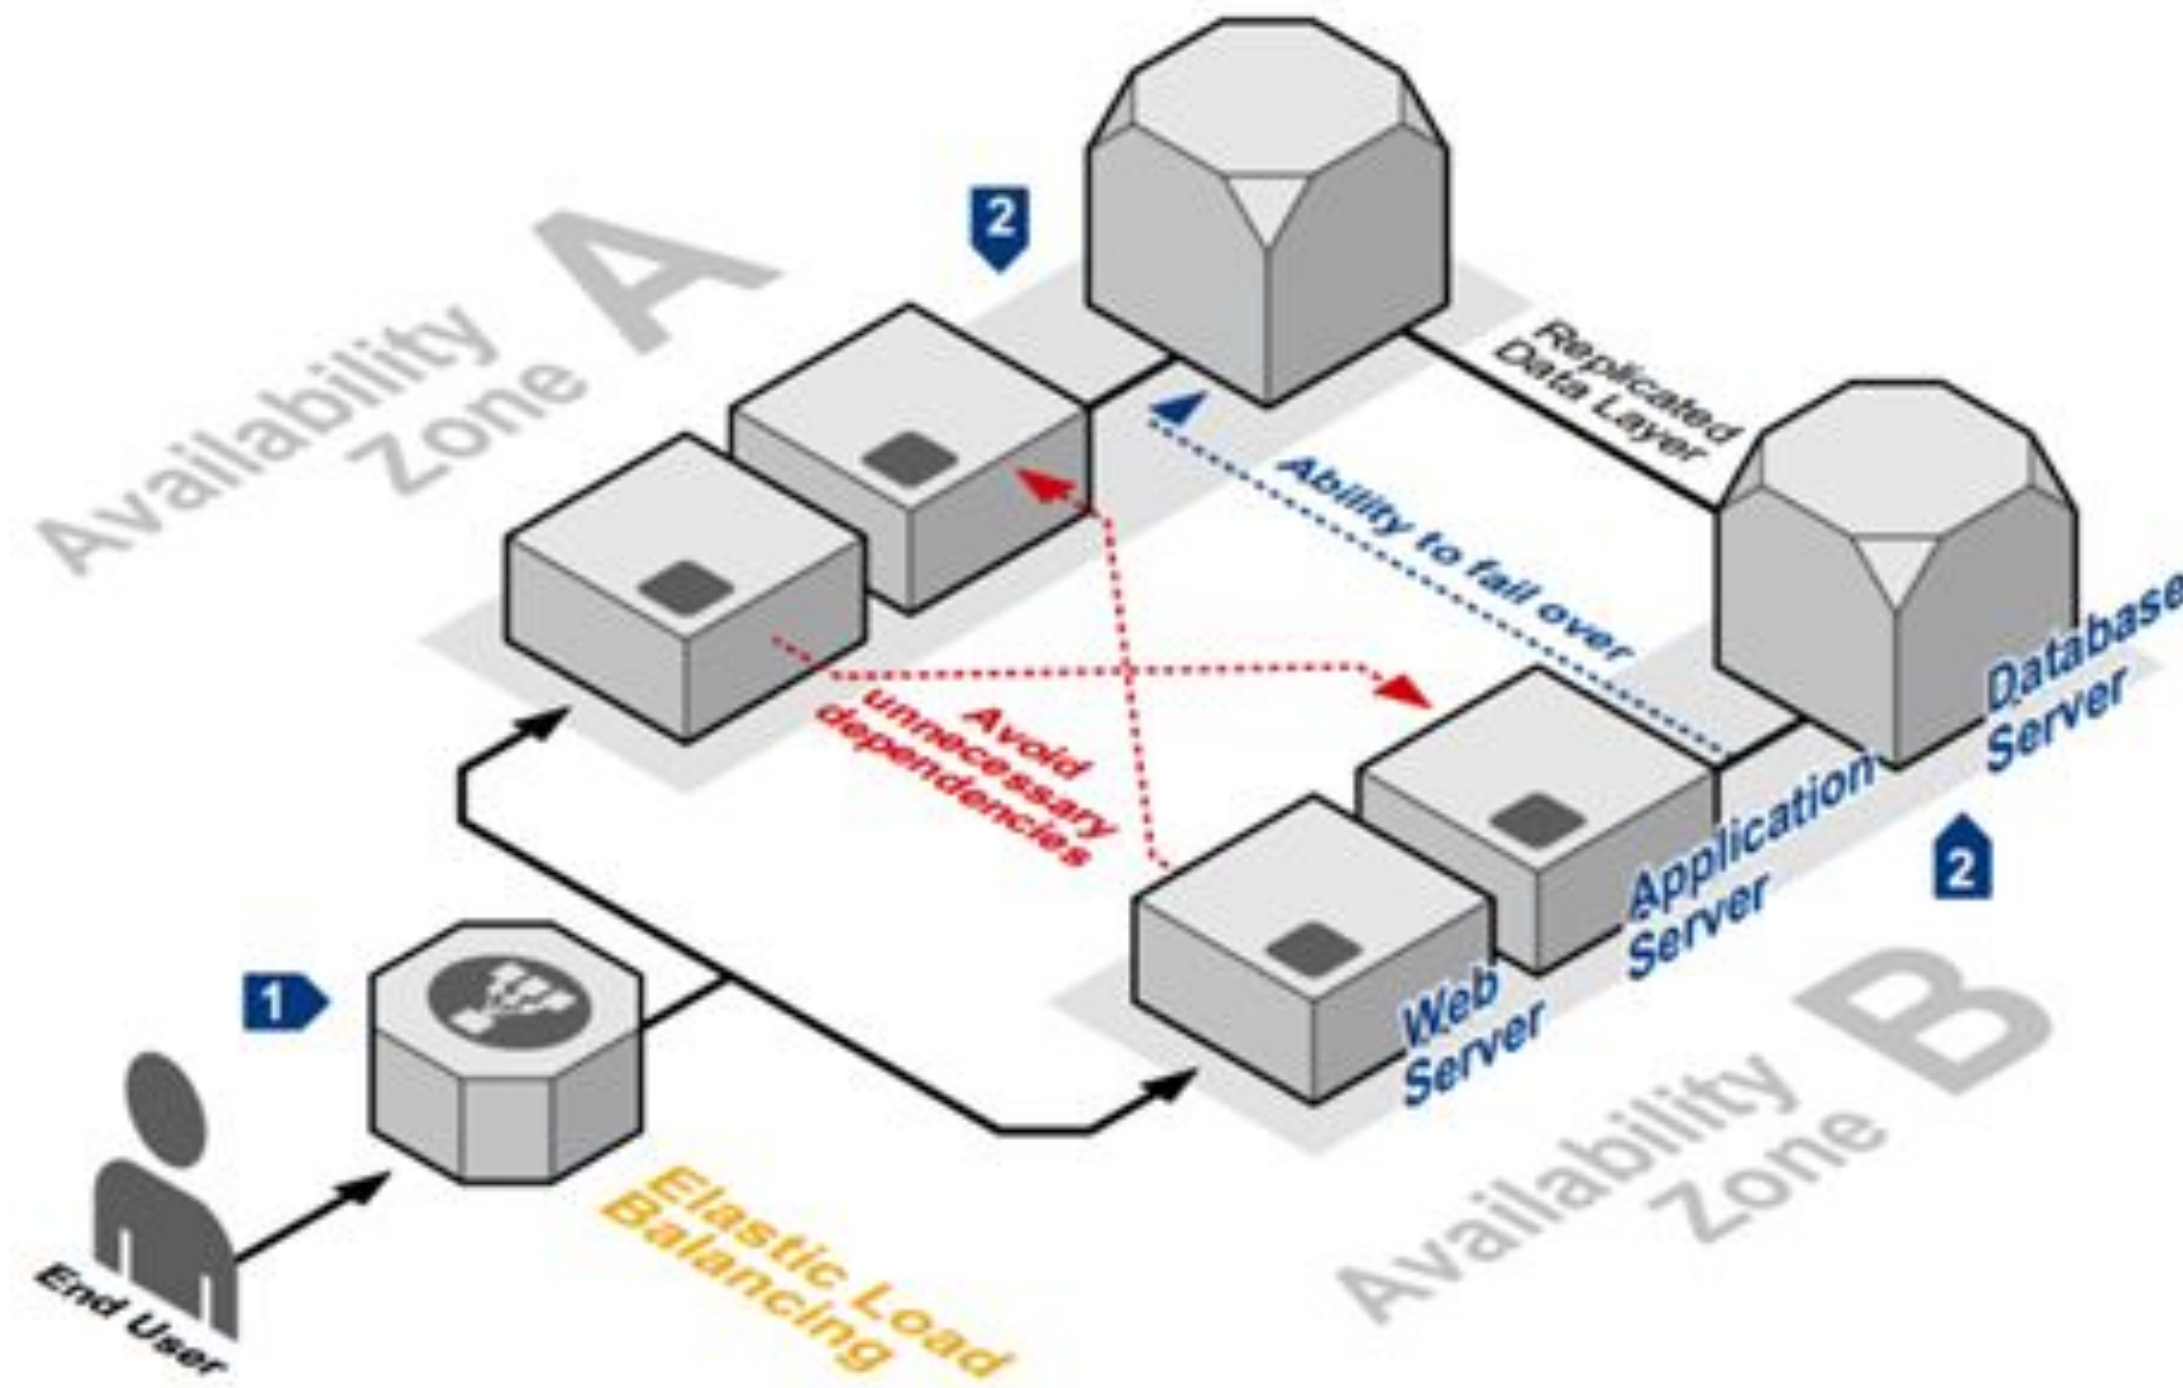 2
Availability
Zone
A
Replicated
Data Layer
Ability to fail over
Database
Server
Avoid
unnecessary
dependencies
Application
Server
2
Web
Server
1
B
Availability
Zone
Elastic Load
Balancing
End User